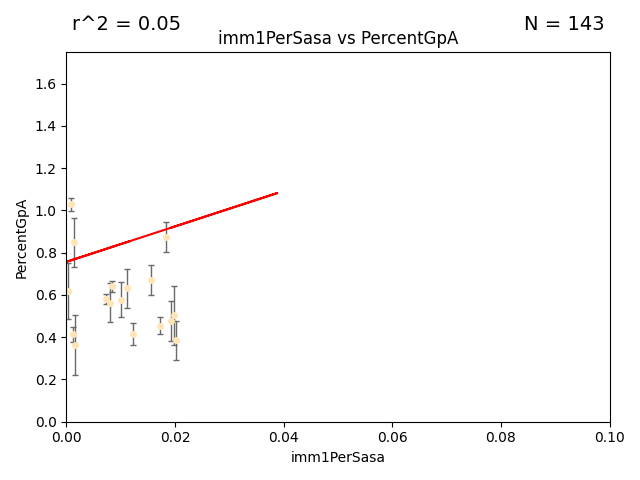 r^2 = 0.05
N = 143
imm1PerSasa vs PercentGpA
PercentGpA
1.6
1.4
1.2
1.0
0.8
0.6
0.4
0.2
0.0
0.00 0.02 0.04 0.06 0.08 0.10
imm1PerSasa